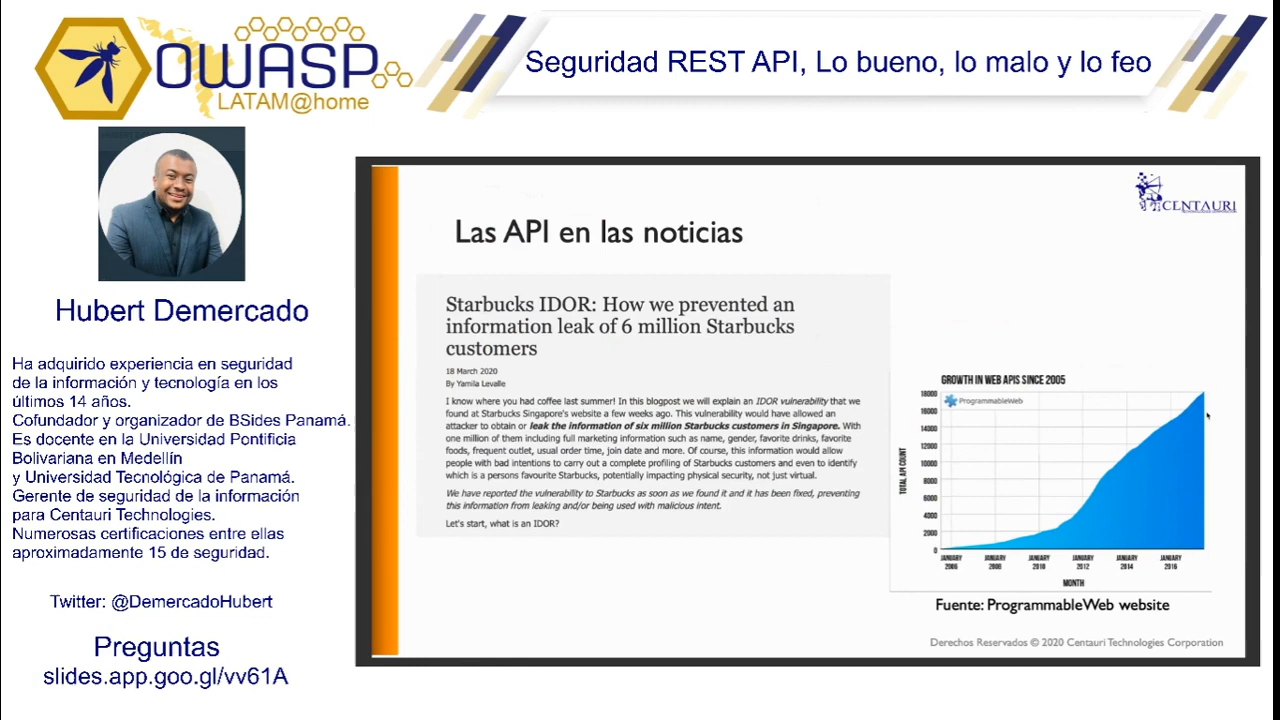 OWASP
LATAM@home
Seguridad REST API, Lo bueno, lo malo y lo feo
Hubert Demercado
Ha adquirido experiencia en seguridad
de la información y tecnología en los
últimos 14 años.
Cofundador y organizador de BSides Panamá.
Es docente en la Universidad Pontificia
Bolivariana en Medellín
y Universidad Tecnológica de Panamá.
Gerente de seguridad de la información
para Centauri Technologies.
Numerosas certificaciones entre ellas
aproximadamente 15 de seguridad.
Twitter: @DemercadoHubert
Preguntas
slides.app.goo.gl/vv61A
CENTAURI
Las API en las noticias
Starbucks IDOR: How we prevented an
information leak of 6 million Starbucks
customers
18 March 2020
By Yamila Levalle
I know where you had coffee last summer! In this blogpost we will explain an IDOR vulnerability that we
found at Starbucks Singapore's website a few weeks ago. This vulnerability would have allowed an
attacker to obtain or leak the information of six million Starbucks customers in Singapore. With
one million of them including full marketing information such as name, gender, favorite drinks, favorite
foods, frequent outlet, usual order time, join date and more. Of course, this information would allow
people with bad intentions to carry out a complete profiling of Starbucks customers and even to identify
which is a persons favourite Starbucks, potentially impacting physical security, not just virtual.
We have reported the vulnerability to Starbucks as soon as we found it and it has been fixed, preventing
this information from leaking and/or being used with malicious intent.
Let's start, what is an IDOR?
GROWTH IN WEB APIS SINCE 2005
ProgrammableWeb
TOTAL API COUNT
18000
16000
14000
12000
10000
8000
6000
4000
2000
0
JANUARY JANUARY JANUARY JANUARY JANUARY JANUARY
2006 2008 2010 2012 2014 2016
MONTH
Fuente: ProgrammableWeb website
Derechos Reservados © 2020 Centauri Technologies Corporation